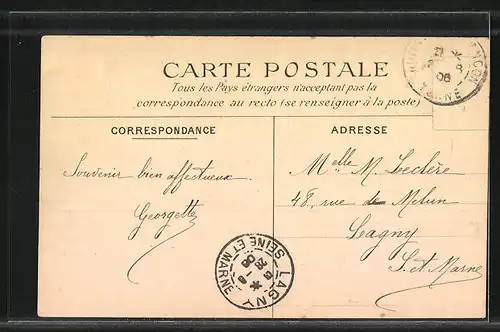 CARTE POSTALE
Tous les Pays étrangers n'acceptant pas la
correspondance au recto (se renseigner à la poste)
CORRESPONDANCE
ADRESSE
Souvenir bien affectueux
Georgette
Melle M. Leclère
48, rue de Melun
Lagny
S. et Marne
LAGNY
SEINE ET MARNE
06